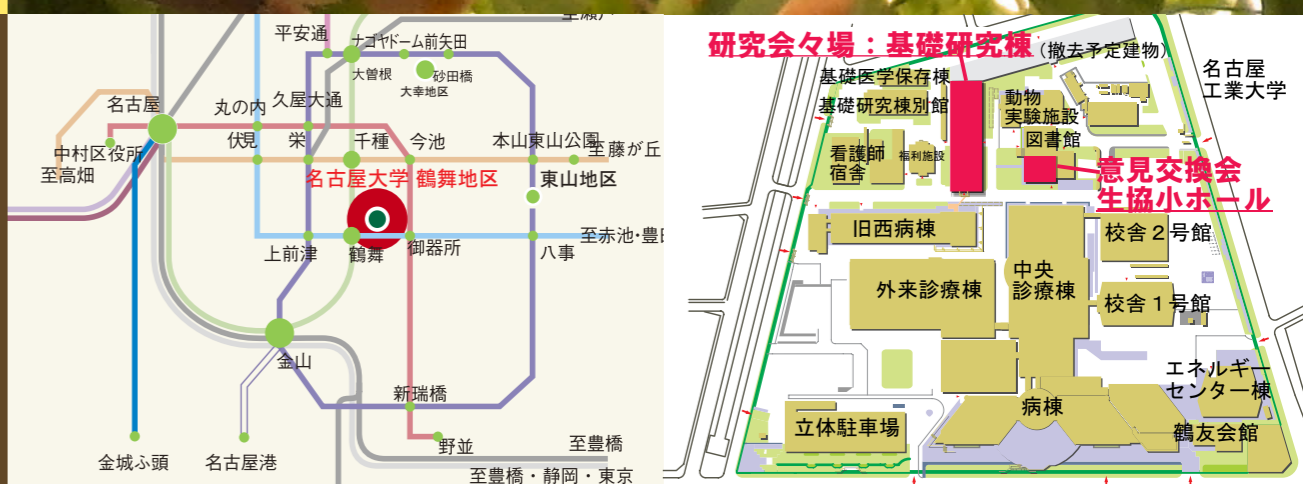 至瀬戸
平安通
ナゴヤドーム前矢田
大曽根
砂田橋
大幸地区
名古屋
丸の内
久屋大通
伏見
栄
千種
今池
本山
東山公園
至藤が丘
中村区役所
至高畑
名古屋大学 鶴舞地区
東山地区
上前津
鶴舞
御器所
八事
至赤池・豊田
金山
新瑞橋
野並
金城ふ頭
名古屋港
至豊橋
至豊橋・静岡・東京
研究会々場:基礎研究棟
(撤去予定建物)
名古屋
工業大学
基礎医学保存棟
基礎研究棟別館
動物
実験施設
図書館
看護師
宿舎
福利施設
意見交換会
生協小ホール
旧西病棟
校舎2号館
外来診療棟
中央
診療棟
校舎1号館
エネルギー
センター棟
病棟
立体駐車場
鶴友会館